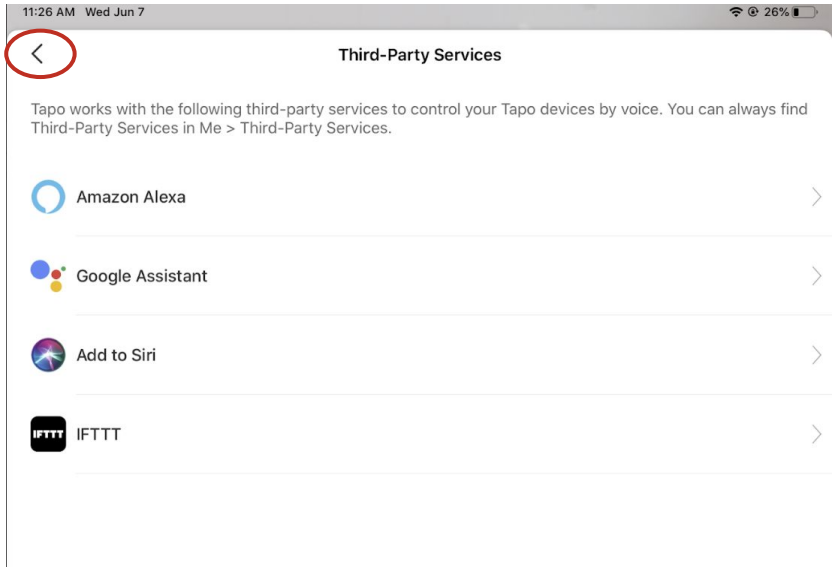 11:26 AM Wed Jun 7
26%
Third-Party Services
Tapo works with the following third-party services to control your Tapo devices by voice. You can always find
Third-Party Services in Me > Third-Party Services.
Amazon Alexa
Google Assistant
Add to Siri
IFTTT IFTTT